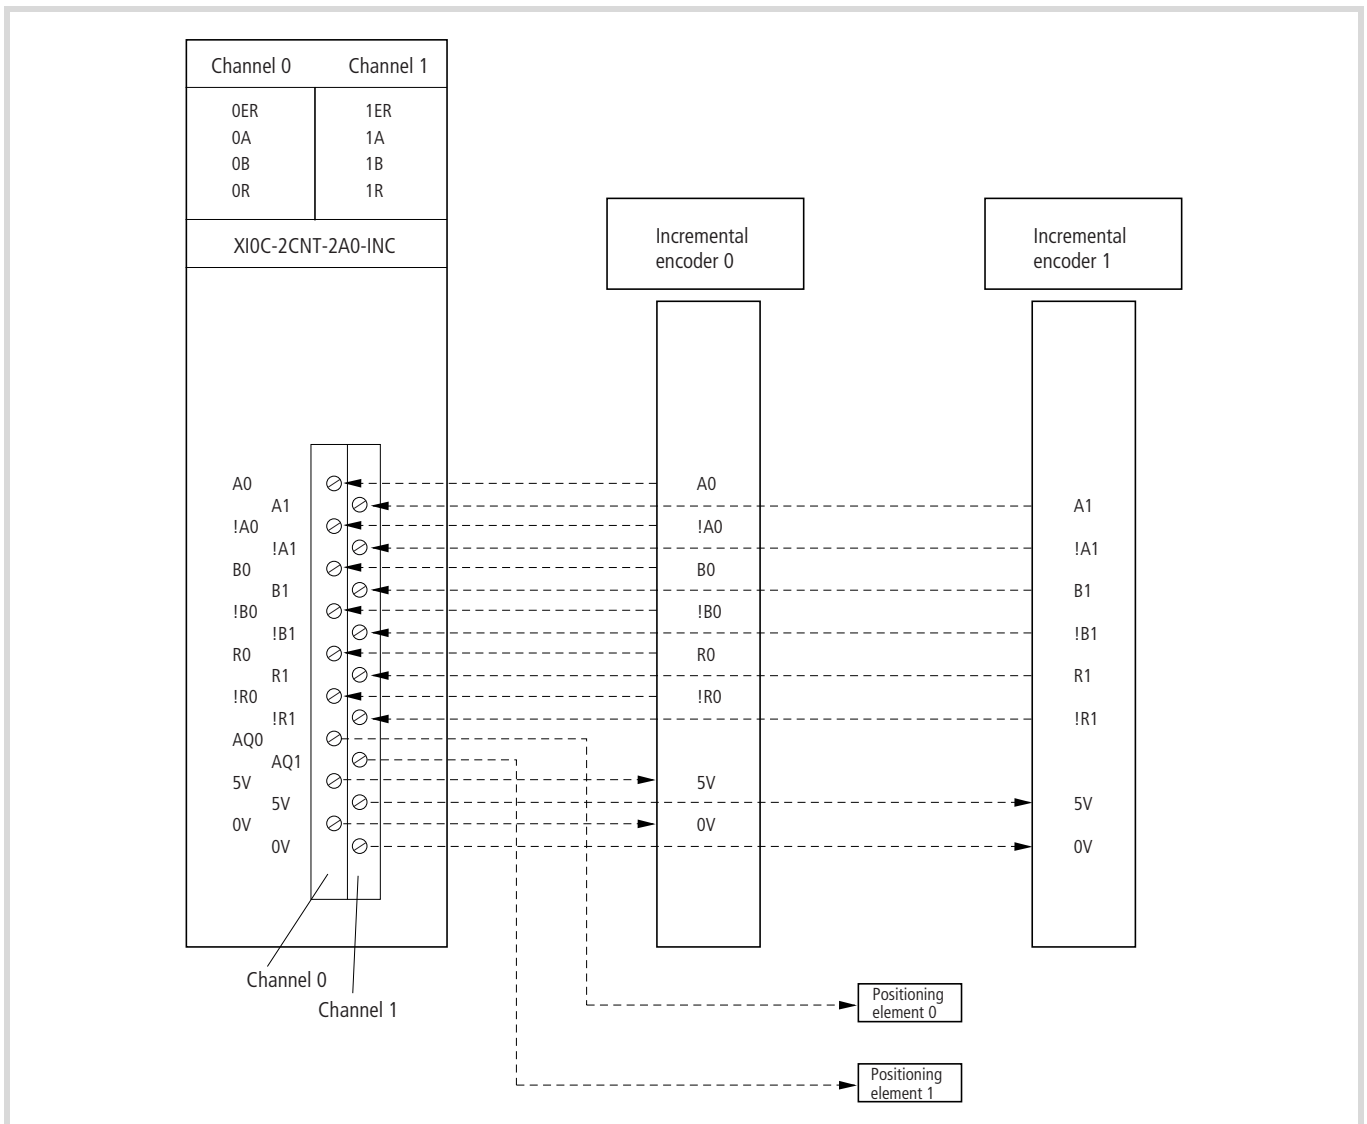 Channel 0 Channel 1
0ER 1ER
0A 1A
0B 1B
0R 1R
XI0C-2CNT-2A0-INC
Incremental
encoder 0
Incremental
encoder 1
A0 A0
A1 A1
!A0 !A0
!A1 !A1
B0 B0
B1 B1
!B0 !B0
!B1 !B1
R0 R0
R1 R1
!R0 !R0
!R1 !R1
AQ0
AQ1
5V 5V
5V 5V
0V 0V
0V 0V
Channel 0
Channel 1
Positioning
element 0
Positioning
element 1